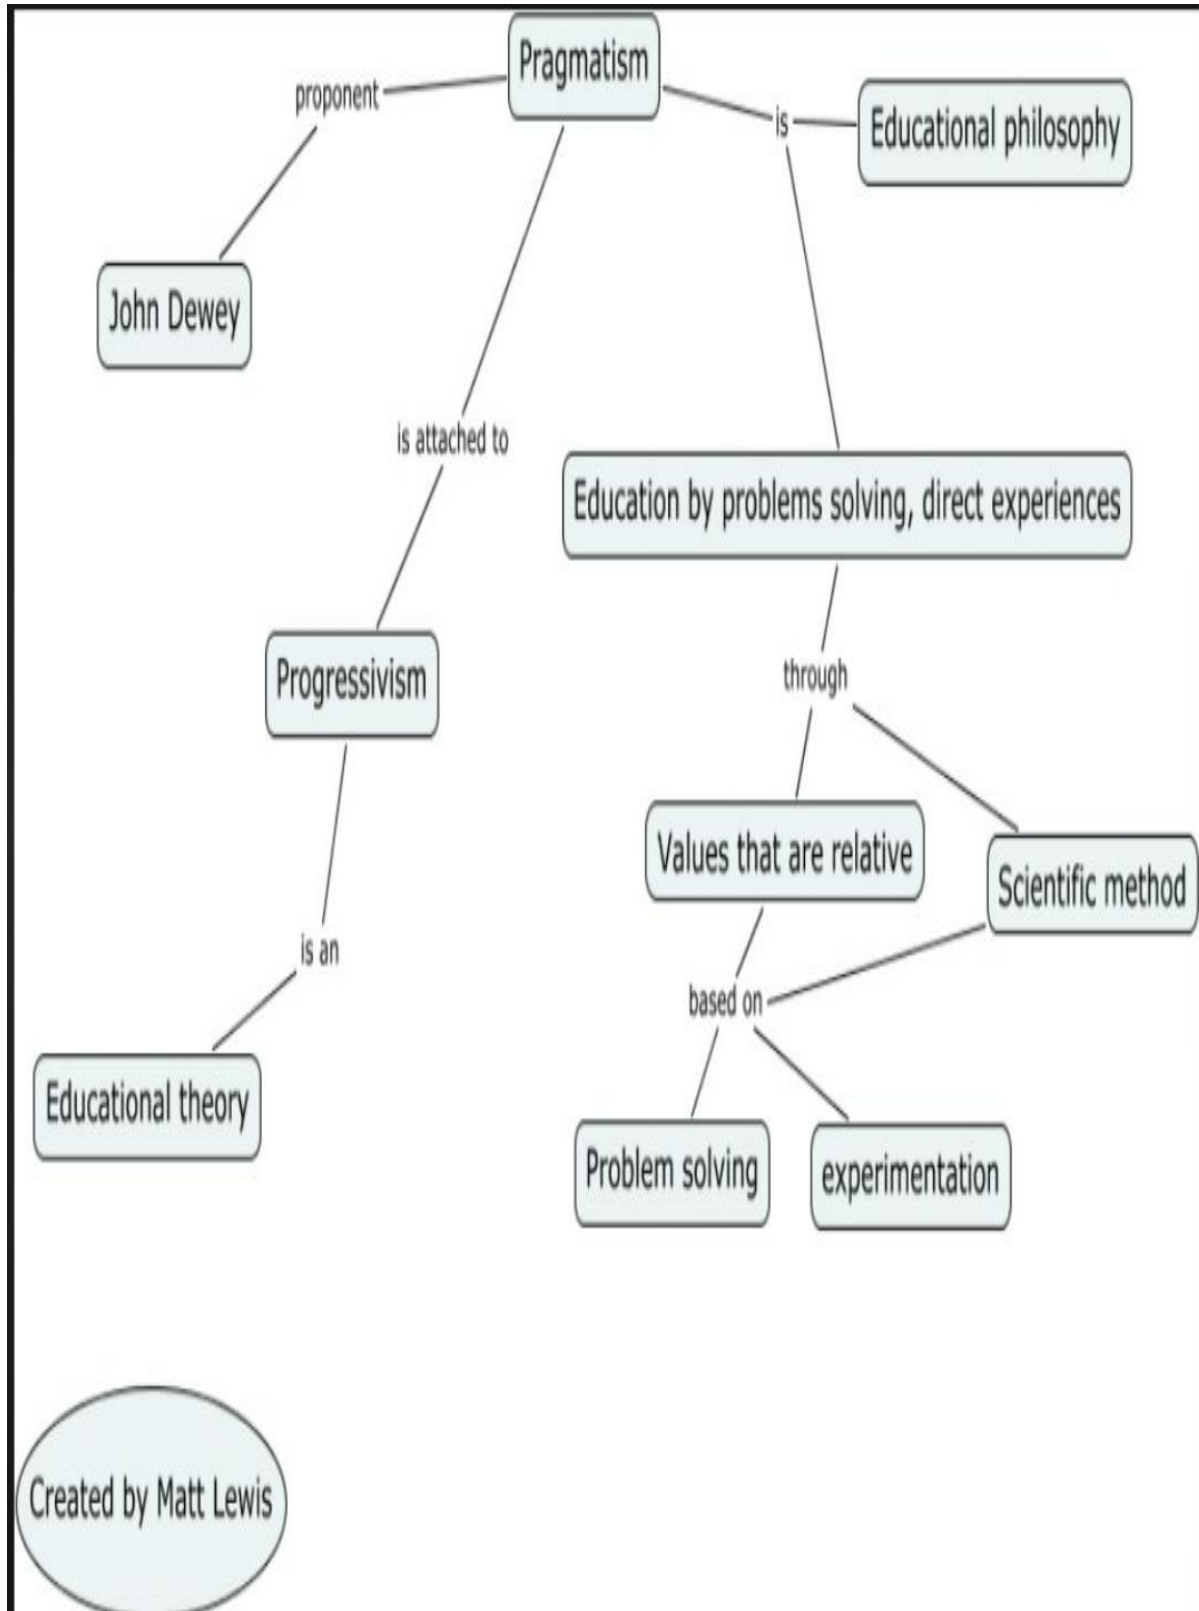 Pragmatism
proponent
is
Educational philosophy
John Dewey
is attached to
Education by problems solving, direct experiences
Progressivism
through
Values that are relative
Scientific method
is an
based on
Educational theory
Problem solving
experimentation
Created by Matt Lewis